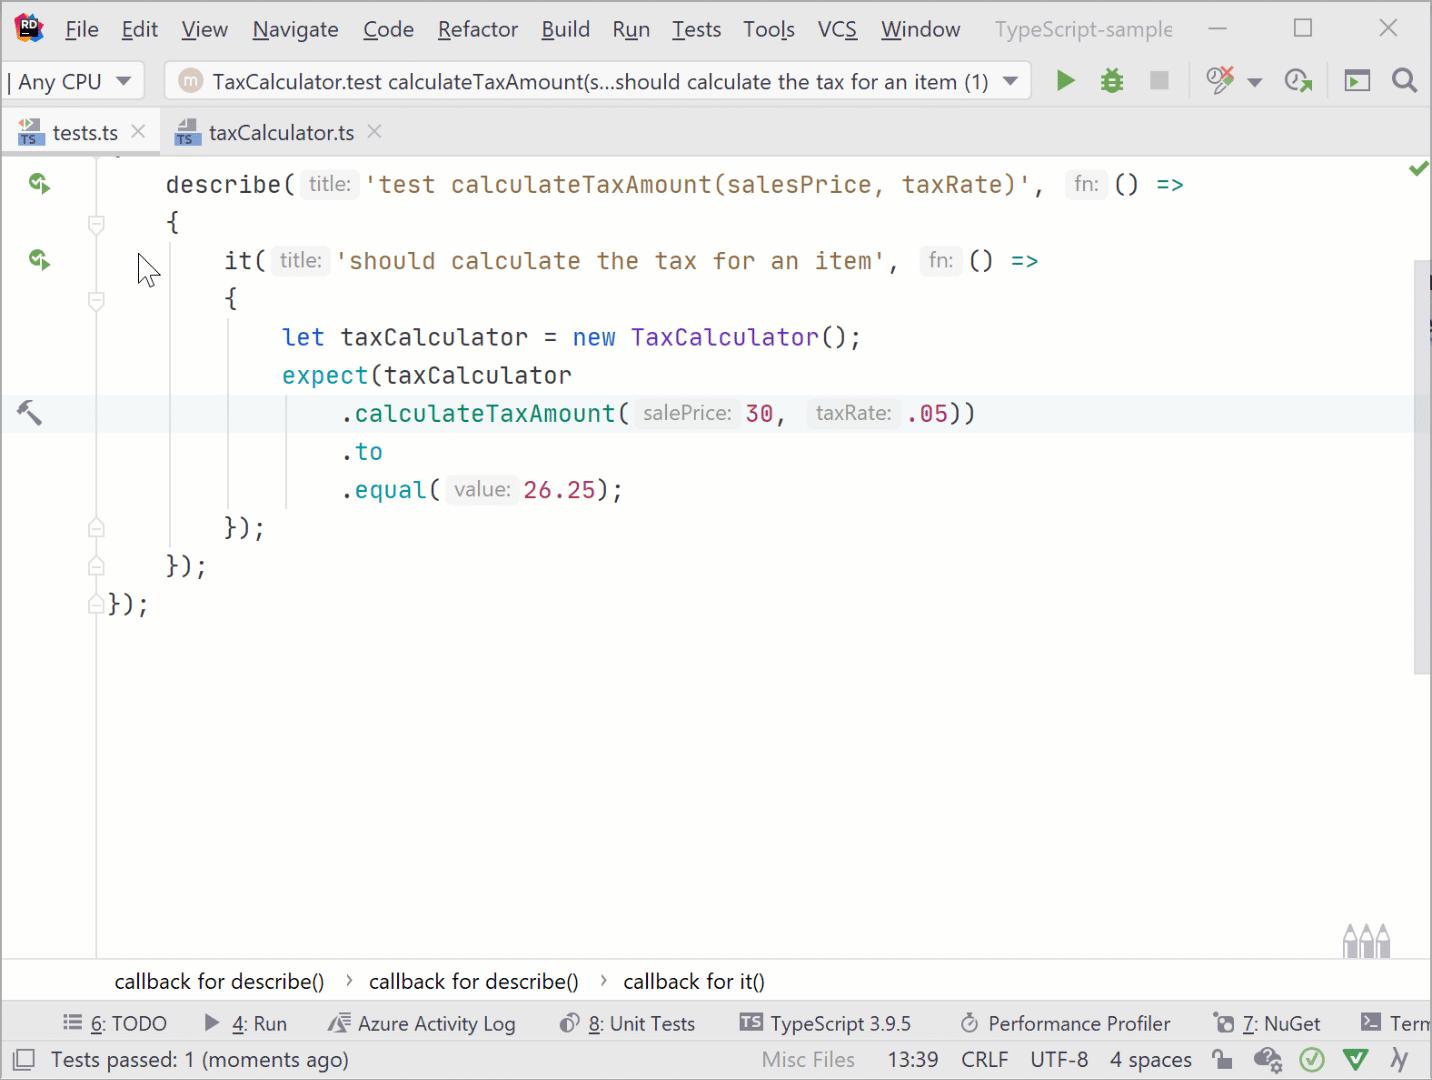 RD File Edit View Navigate Code Refactor Build Run Tests Tools VCS Window TypeScript-sample
| Any CPU m TaxCalculator.test calculateTaxAmount(s...should calculate the tax for an item (1)
TS tests.ts TS taxCalculator.ts
describe( title: 'test calculateTaxAmount(salesPrice, taxRate)', fn: () =>
{
it( title: 'should calculate the tax for an item', fn: () =>
{
let taxCalculator = new TaxCalculator();
expect(taxCalculator
.calculateTaxAmount( salePrice: 30, taxRate: .05))
.to
.equal( value: 26.25);
});
});
});
callback for describe() › callback for describe() › callback for it()
6: TODO 4: Run Azure Activity Log 8: Unit Tests TS TypeScript 3.9.5 Performance Profiler 7: NuGet Term
Tests passed: 1 (moments ago) Misc Files 13:39 CRLF UTF-8 4 spaces